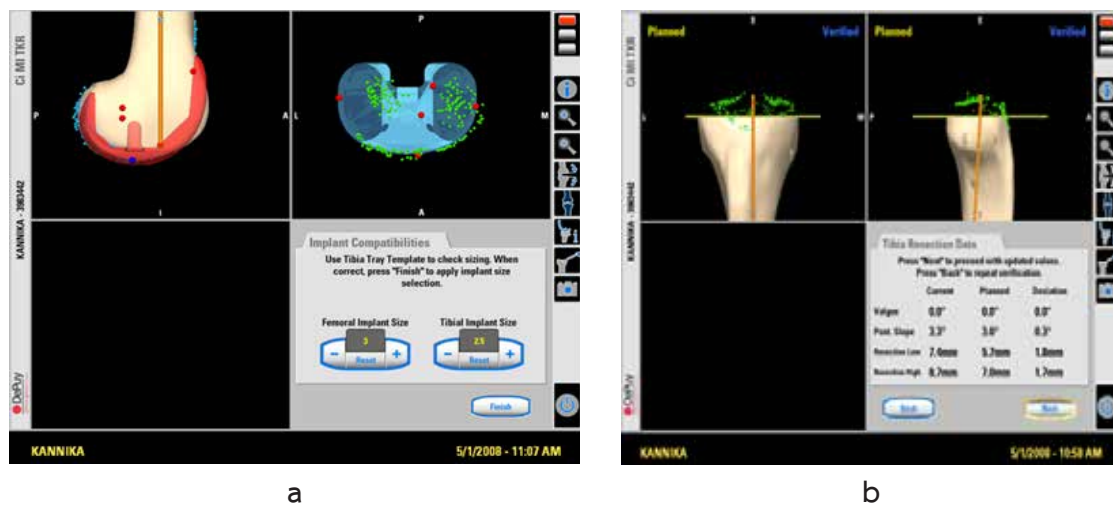 Ci MI TKR
KANNIKA - 3983442
DePuy
P
A
I
P
L
M
A
Implant Compatibilities
Use Tibia Tray Template to check sizing. When
correct, press "Finish" to apply implant size
selection.
Femoral Implant Size
Tibial Implant Size
3
2.5
- Reset +
- Reset +
Finish
KANNIKA
5/1/2008 - 11:07 AM
a
Ci MI TKR
KANNIKA - 3983442
DePuy
Planned
Verified
Planned
Verified
Tibia Resection Data
Press "Next" to proceed with updated values.
Press "Back" to repeat verification.
Current Planned Deviation
0.0° 0.0° 0.0°
Post. Slope 3.3° 3.0° 0.3°
Resection Low 5.7mm 1.8mm
Resection High 8.7mm 7.0mm 1.7mm
Back
Next
KANNIKA
5/1/2008 - 10:58 AM
b